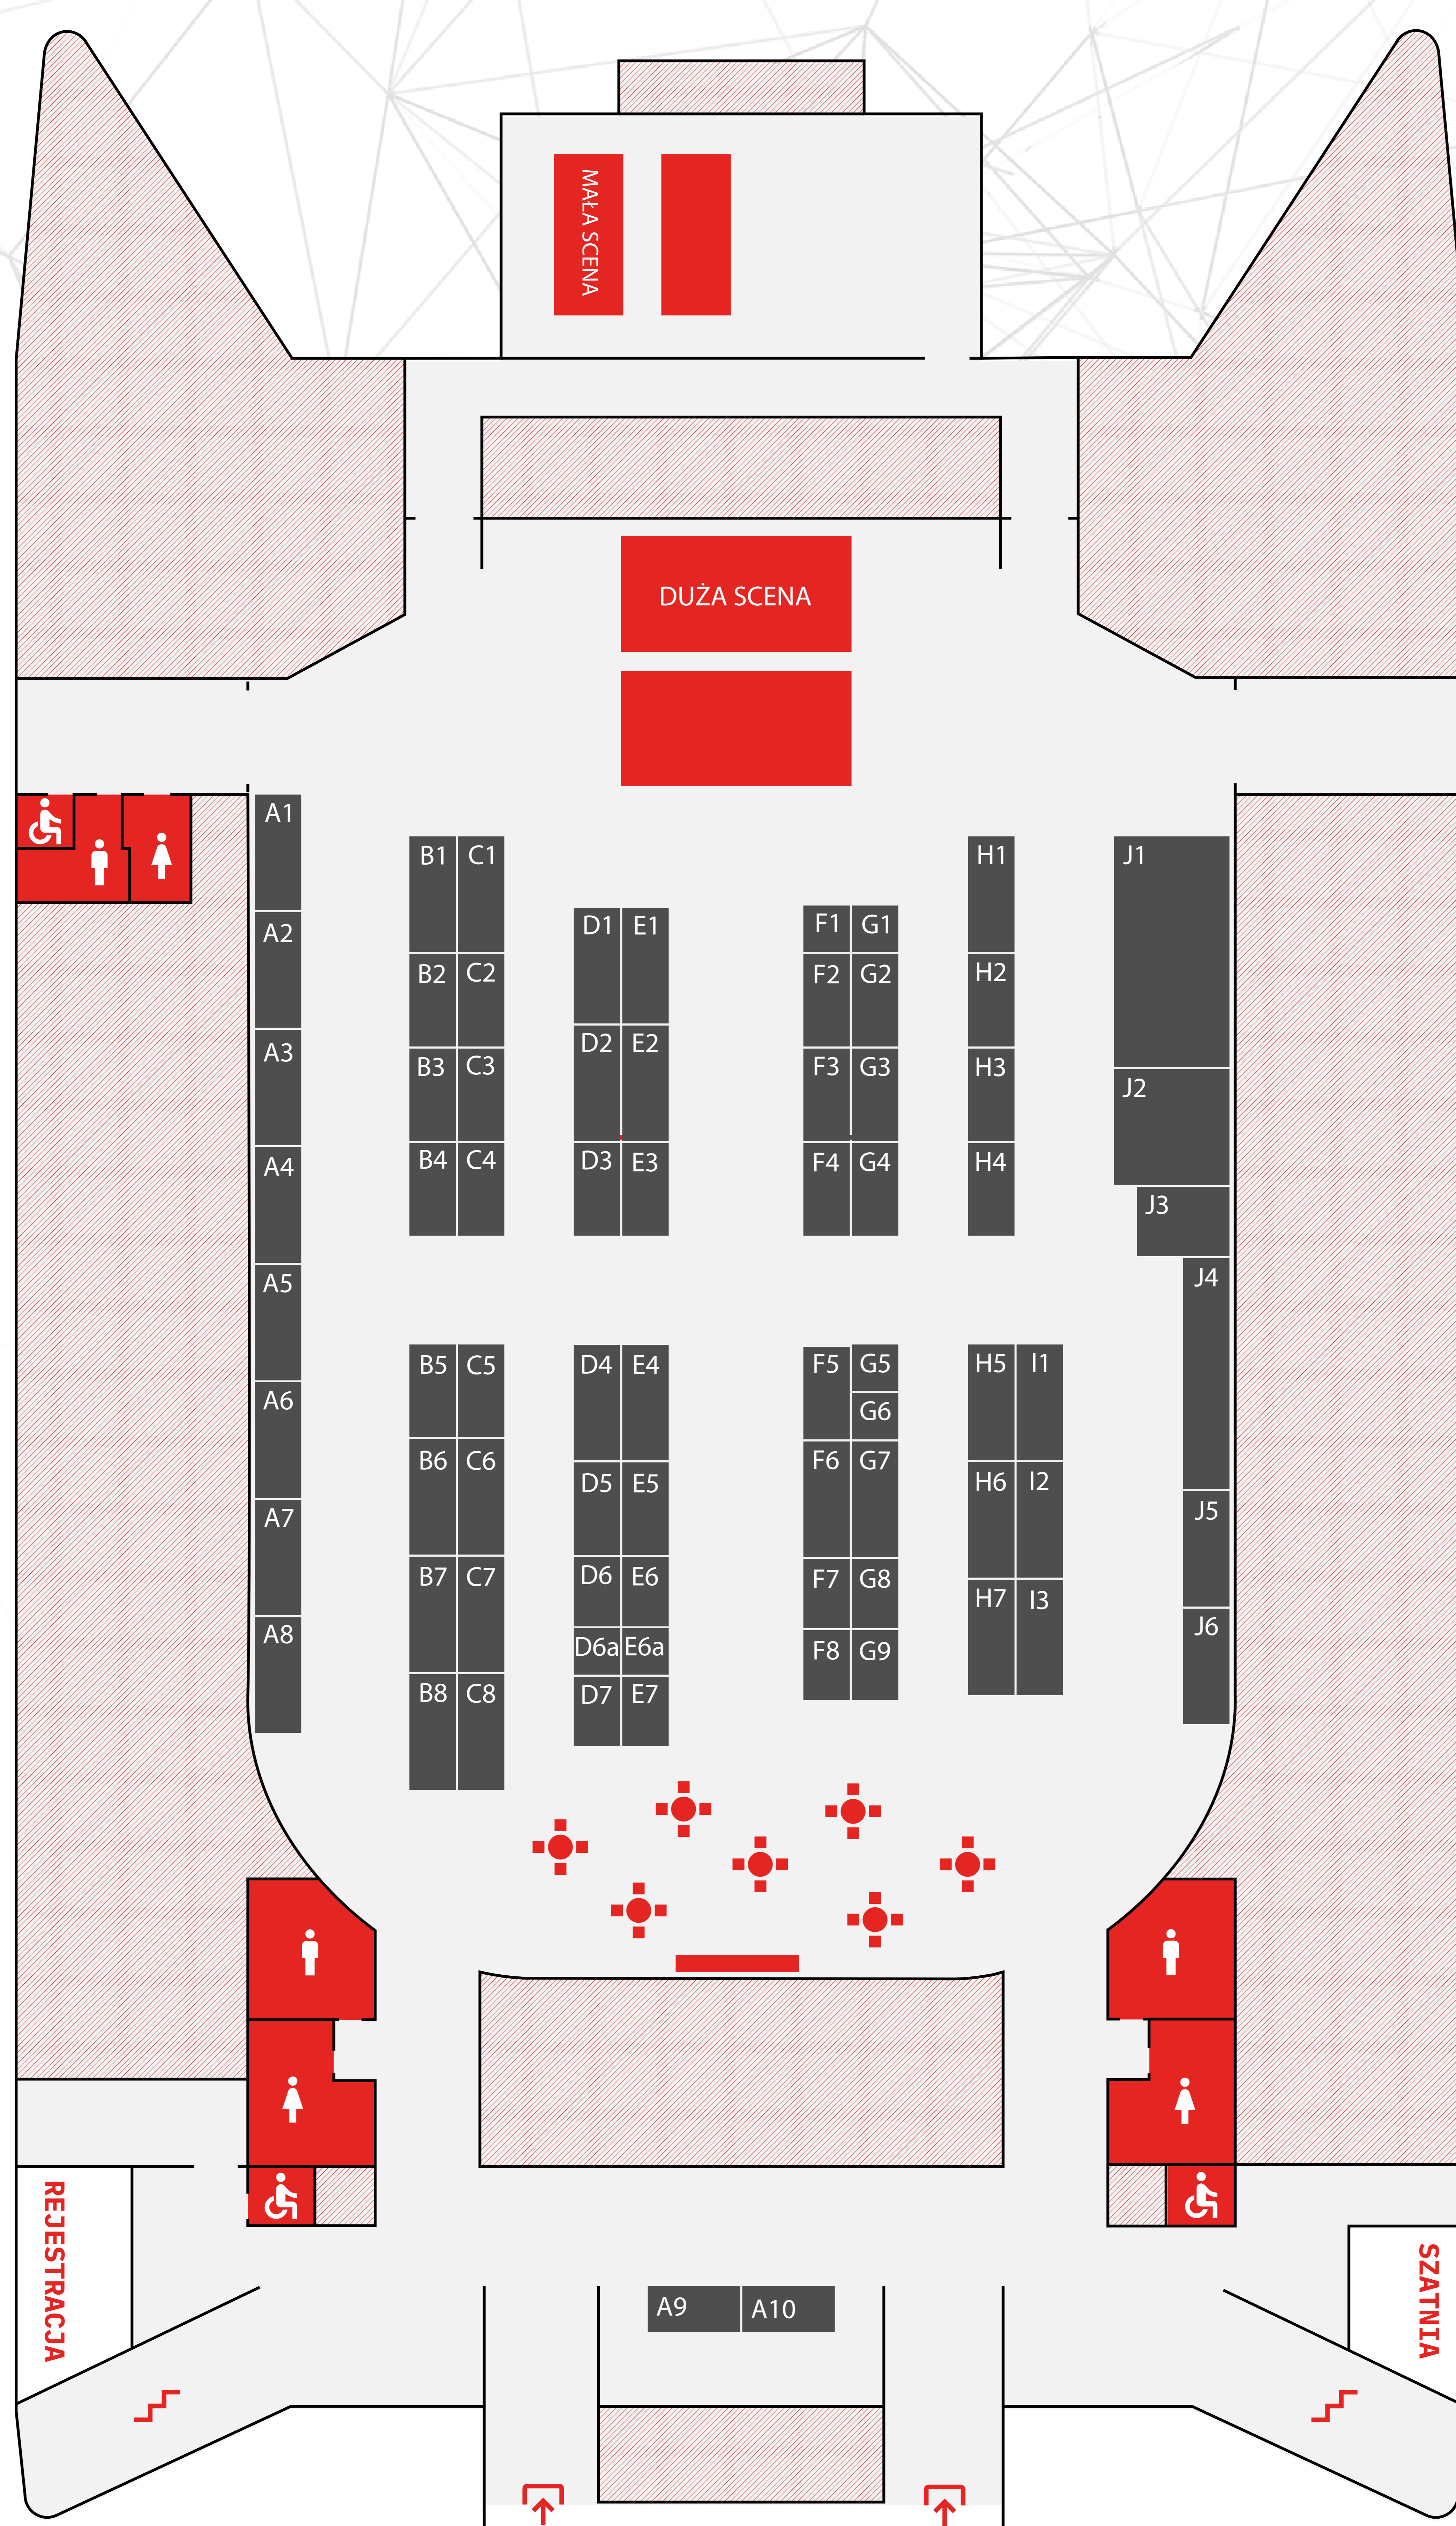 MAŁA SCENA
DUŻA SCENA
A1
A2
A3
A4
A5
A6
A7
A8
B1 C1
B2 C2
B3 C3
B4 C4
D1 E1
D2 E2
D3 E3
F1 G1
F2 G2
F3 G3
F4 G4
H1
H2
H3
H4
J1
J2
J3
J4
J5
J6
B5 C5
B6 C6
B7 C7
B8 C8
D4 E4
D5 E5
D6 E6
D6a E6a
D7 E7
F5 G5
G6
F6 G7
F7 G8
F8 G9
H5 I1
H6 I2
H7 I3
REJESTRACJA
A9 A10
SZATNIA